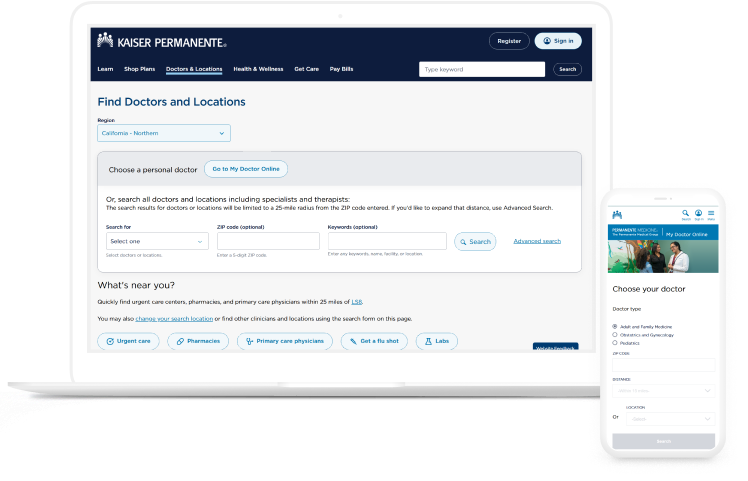 KAISER PERMANENTE®
Register
Sign in
Learn Shop Plans Doctors & Locations Health & Wellness Get Care Pay Bills Type keyword Search
Find Doctors and Locations
Region
California - Northern
Choose a personal doctor Go to My Doctor Online
Or, search all doctors and locations including specialists and therapists:
The search results for doctors or locations will be limited to a 25-mile radius from the ZIP code entered. If you'd like to expand that distance, use Advanced Search.
Search for ZIP code (optional) Keywords (optional)
Select one Search Advanced search
Select doctors or locations. Enter a 5-digit ZIP code. Enter any keywords, name, facility, or location.
What's near you?
Quickly find urgent care centers, pharmacies, and primary care physicians within 25 miles of LS8.
You may also change your search location or find other clinicians and locations using the search form on this page.
Urgent care Pharmacies Primary care physicians Get a flu shot Labs
Website Feedback
Search Sign In Menu
PERMANENTE MEDICINE®
The Permanente Medical Group My Doctor Online
Choose your doctor
Doctor type
Adult and Family Medicine
Obstetrics and Gynecology
Pediatrics
ZIP CODE
DISTANCE
LOCATION
Or Select
Search